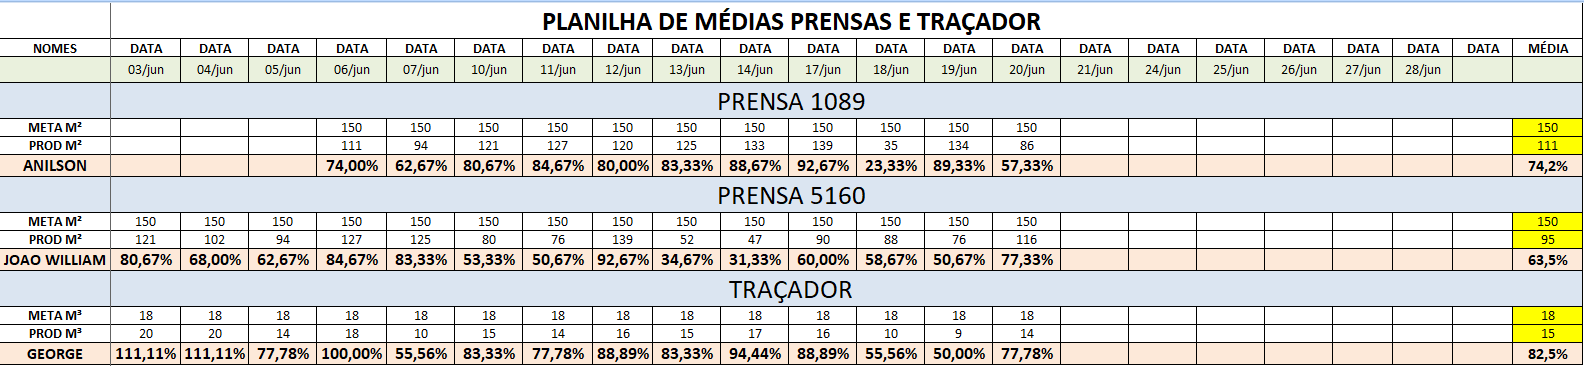 PLANILHA DE MÉDIAS PRENSAS E TRAÇADOR
NOMES DATA DATA DATA DATA DATA DATA DATA DATA DATA DATA DATA DATA DATA DATA DATA DATA DATA DATA DATA DATA DATA MÉDIA
03/jun 04/jun 05/jun 06/jun 07/jun 10/jun 11/jun 12/jun 13/jun 14/jun 17/jun 18/jun 19/jun 20/jun 21/jun 24/jun 25/jun 26/jun 27/jun 28/jun
PRENSA 1089
META M² 150 150 150 150 150 150 150 150 150 150 150 150
PROD M² 111 94 121 127 120 125 133 139 35 134 86 111
ANILSON 74,00% 62,67% 80,67% 84,67% 80,00% 83,33% 88,67% 92,67% 23,33% 89,33% 57,33% 74,2%
PRENSA 5160
META M² 150 150 150 150 150 150 150 150 150 150 150 150 150 150 150
PROD M² 121 102 94 127 125 80 76 139 52 47 90 88 76 116 95
JOAO WILLIAM 80,67% 68,00% 62,67% 84,67% 83,33% 53,33% 50,67% 92,67% 34,67% 31,33% 60,00% 58,67% 50,67% 77,33% 63,5%
TRAÇADOR
META M³ 18 18 18 18 18 18 18 18 18 18 18 18 18 18 18
PROD M³ 20 20 14 18 10 15 14 16 15 17 16 10 9 14 15
GEORGE 111,11% 111,11% 77,78% 100,00% 55,56% 83,33% 77,78% 88,89% 83,33% 94,44% 88,89% 55,56% 50,00% 77,78% 82,5%